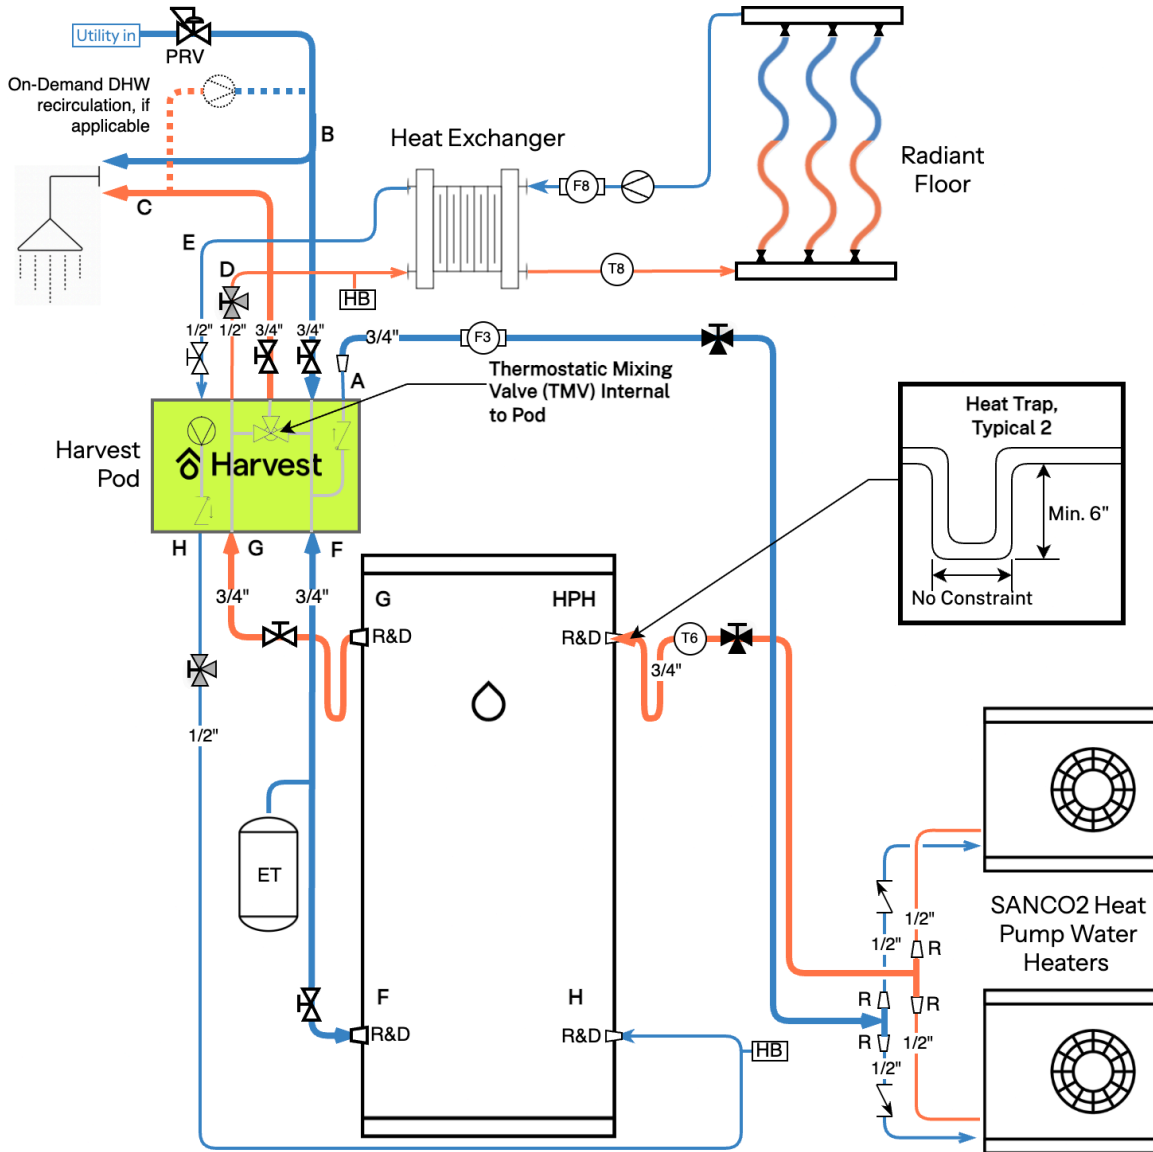 Utility in
PRV
On-Demand DHW
recirculation, if
applicable
B
C
Heat Exchanger
F8
Radiant
Floor
E
D
T8
HB
1/2"
1/2"
3/4"
3/4"
3/4"
F3
A
Thermostatic Mixing
Valve (TMV) Internal
to Pod
Harvest
Pod
Harvest
Heat Trap,
Typical 2
Min. 6"
No Constraint
H
G
F
3/4"
3/4"
G
HPH
R&D
R&D
T6
3/4"
1/2"
ET
SANCO2 Heat
Pump Water
Heaters
1/2"
1/2"
R
R
R
R
1/2"
1/2"
F
H
R&D
R&D
HB